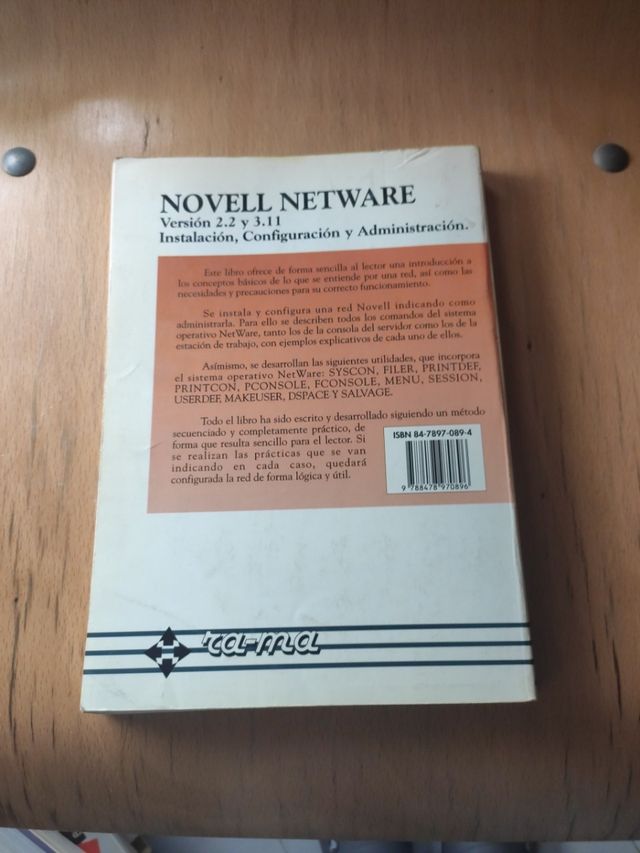 NOVELL NETWARE
Versión 2.2 y 3.11
Instalación, Configuración y Administración.
Este libro ofrece de forma sencilla al lector una introducción a
los conceptos básicos de lo que se entiende por una red, así como las
necesidades y precauciones para su correcto funcionamiento.
Se instala y configura una red Novell indicando como
administrarla. Para ello se describen todos los comandos del sistema
operativo NetWare, tanto los de la consola del servidor como los de la
estación de trabajo, con ejemplos explicativos de cada uno de ellos.
Asímismo, se desarrollan las siguientes utilidades, que incorpora
el sistema operativo NetWare: SYSCON, FILER, PRINTDEF,
PRINTCON, PCONSOLE, FCONSOLE, MENU, SESSION,
USERDEF, MAKEUSER, DSPACE Y SALVAGE.
Todo el libro ha sido escrito y desarrollado siguiendo un método
secuenciado y completamente práctico, de
forma que resulta sencillo para el lector. Si
se realizan las prácticas que se van
indicando en cada caso, quedará
configurada la red de forma lógica y útil.
ISBN 84-7897-089-4
9 788478 970896
ra-ma